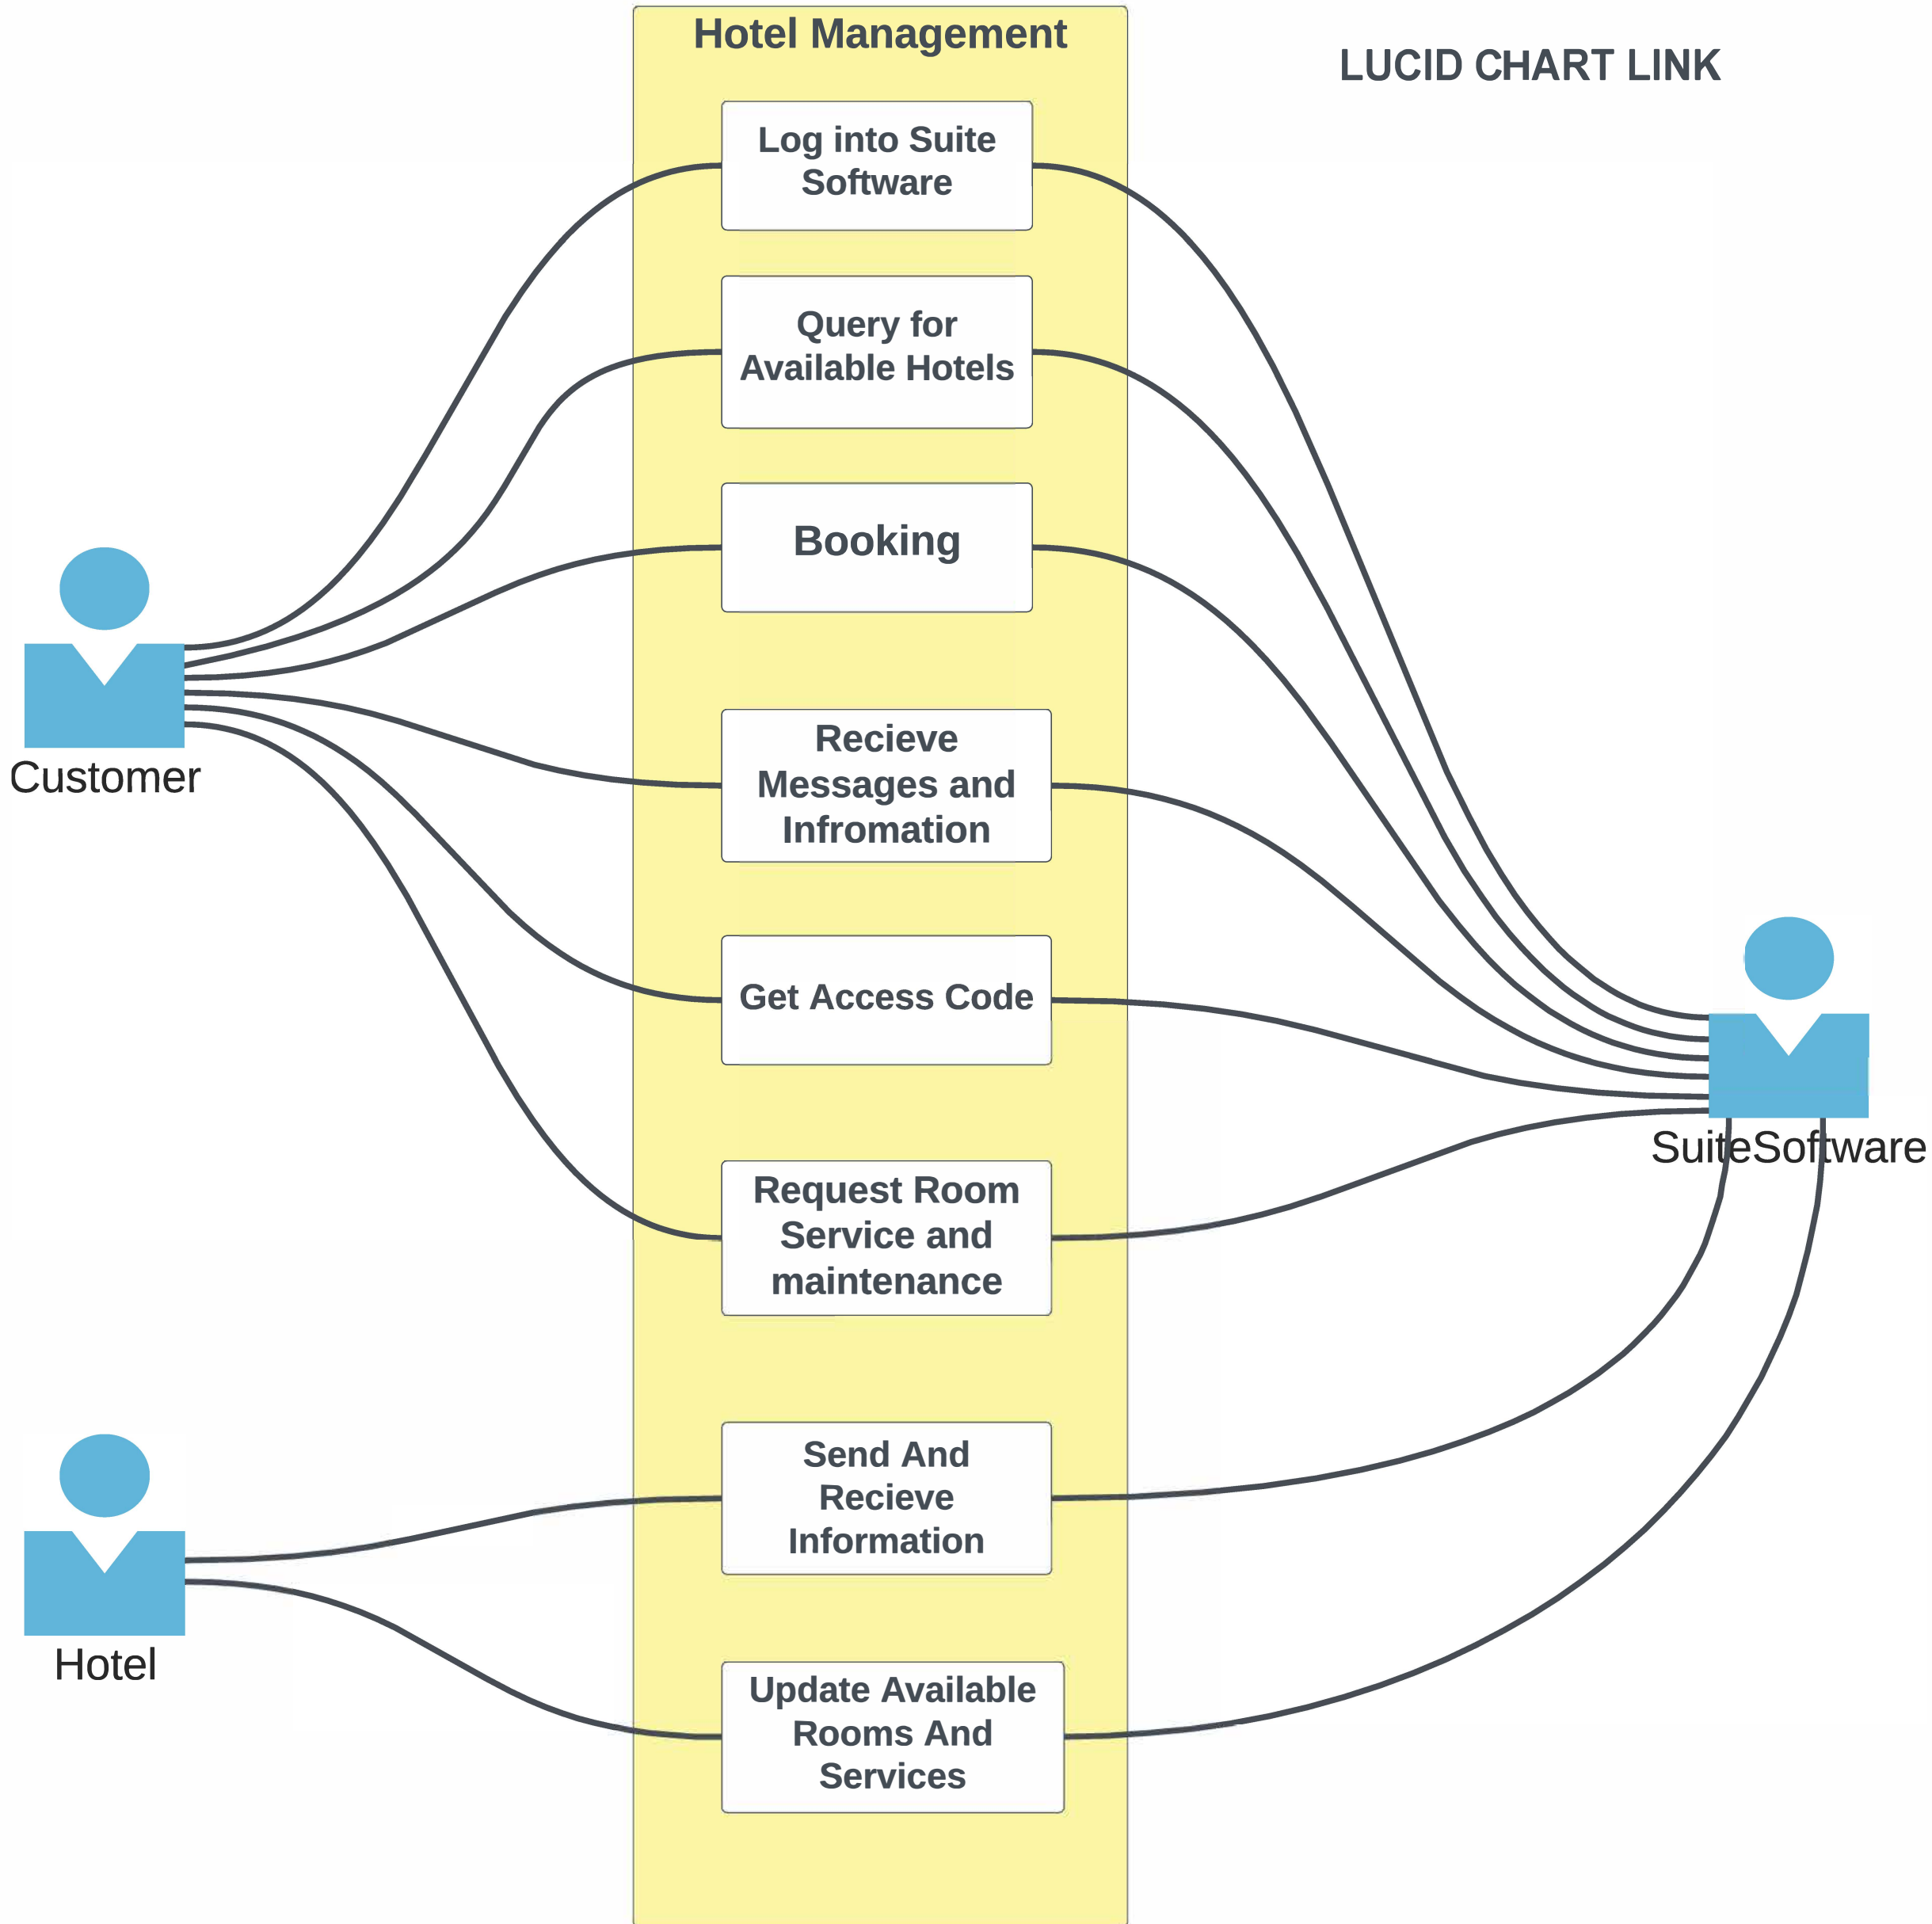 Hotel Management
LUCID CHART LINK
Log into Suite
Software
Query for
Available Hotels
Booking
Customer
Recieve
Messages and
Infromation
Get Access Code
SuiteSoftware
Request Room
Service and
maintenance
Send And
Recieve
Information
Hotel
Update Available
Rooms And
Services